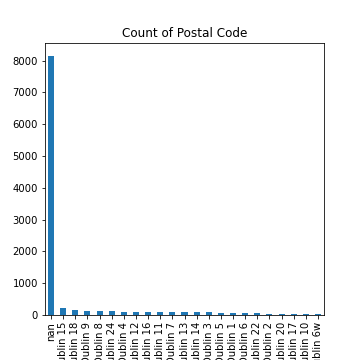 Count of Postal Code
8000
7000
6000
5000
4000
3000
2000
1000
0
nan
ublin 15
ublin 18
Dublin 9
Dublin 8
ublin 24
Dublin 4
ublin 12
ublin 16
ublin 11
Dublin 7
ublin 13
ublin 14
Dublin 3
Dublin 5
Dublin 1
Dublin 6
ublin 22
Dublin 2
ublin 20
ublin 17
ublin 10
ublin 6w